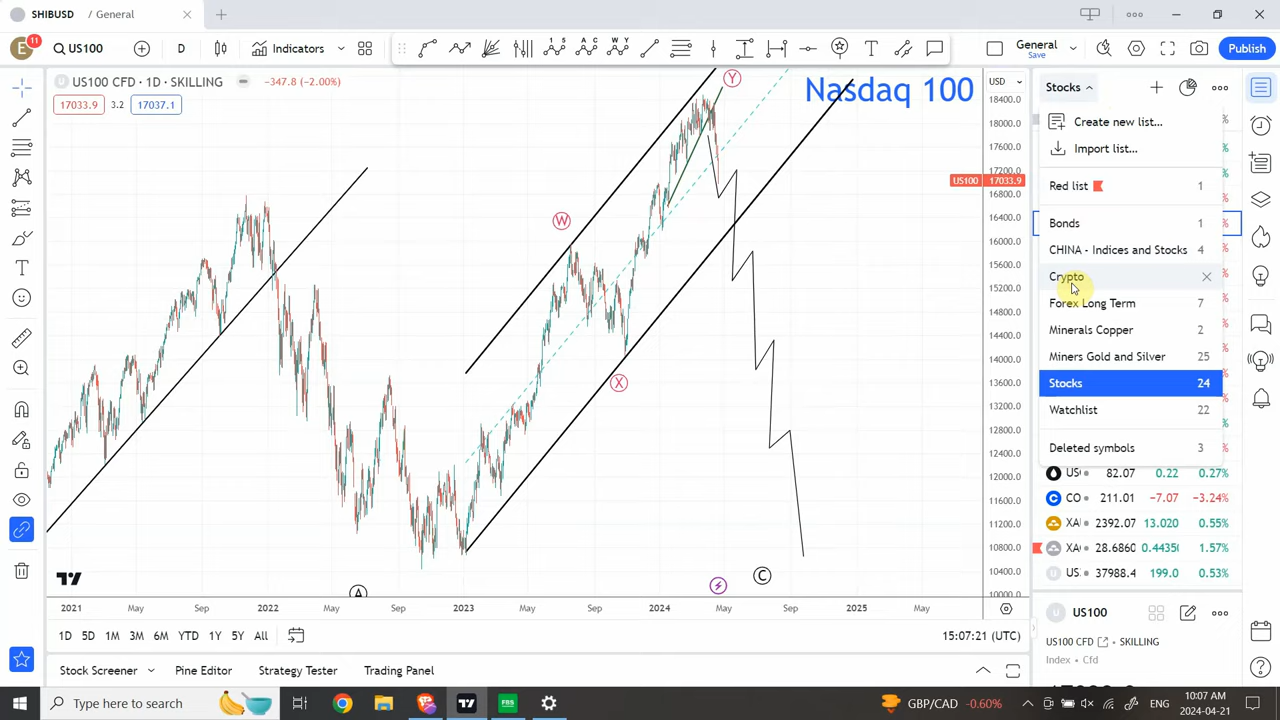 SHIBUSD / General
E 11 US100 D Indicators General Save Publish
US100 CFD · 1D · SKILLING −347.8 (−2.00%)
17033.9 3.2 17037.1
Nasdaq 100
USD
18400.0
18000.0
17600.0
17200.0
US100 17033.9
16800.0
16400.0
16000.0
15600.0
15200.0
14800.0
14400.0
14000.0
13600.0
13200.0
12800.0
12400.0
12000.0
11600.0
11200.0
10800.0
10400.0
10000.0
Y
W
X
A
C
2021 May Sep 2022 May Sep 2023 May Sep 2024 May Sep 2025 May
1D 5D 1M 3M 6M YTD 1Y 5Y All
15:07:21 (UTC)
Stock Screener Pine Editor Strategy Tester Trading Panel
Stocks
Create new list...
Import list...
Red list 1
Bonds 1
CHINA - Indices and Stocks 4
Crypto
Forex Long Term 7
Minerals Copper 2
Miners Gold and Silver 25
Stocks 24
Watchlist 22
Deleted symbols 3
82.07 0.22 0.27%
CO 211.01 −7.07 −3.24%
XA 2392.07 13.020 0.55%
XA 28.6860 1.57%
US 37988.4 199.0 0.53%
US100
US100 CFD · SKILLING
Index • Cfd
Type here to search
GBP/CAD −0.60%
ENG
10:07 AM
2024-04-21